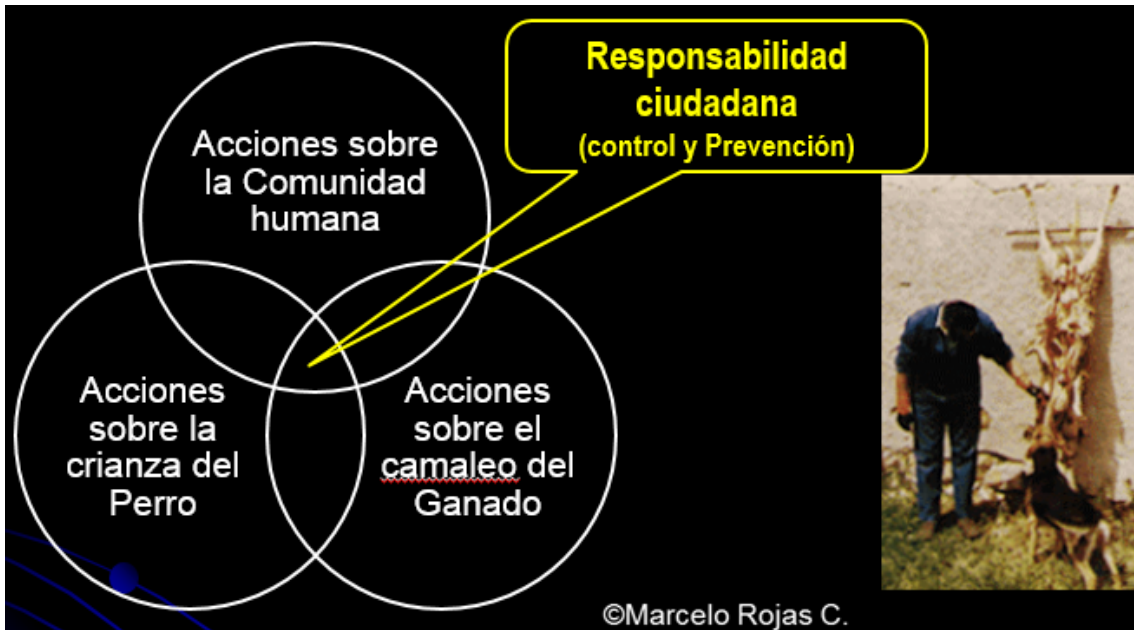 Responsabilidad
ciudadana
(control y Prevención)
Acciones sobre
la Comunidad
humana
Acciones
sobre la
crianza del
Perro
Acciones
sobre el
camaleo del
Ganado
©Marcelo Rojas C.